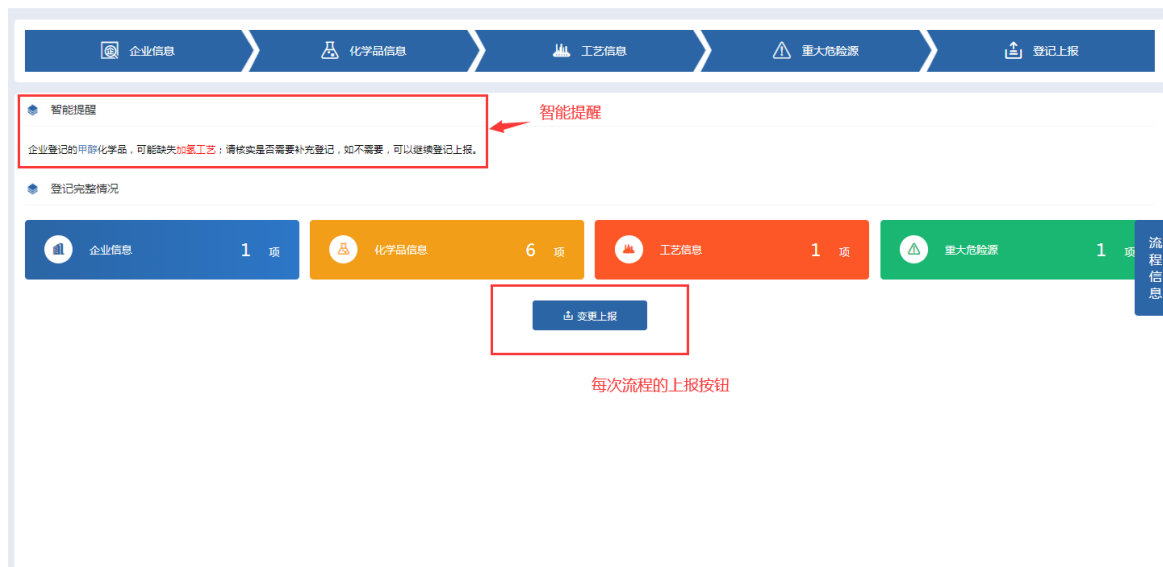 企业信息
化学品信息
工艺信息
重大危险源
登记上报
智能提醒
智能提醒
企业登记的甲醇化学品，可能缺失加氢工艺；请核实是否需要补充登记，如不需要，可以继续登记上报。
登记完整情况
企业信息 1 项
化学品信息 6 项
工艺信息 1 项
重大危险源 1 项
流程信息
变更上报
每次流程的上报按钮